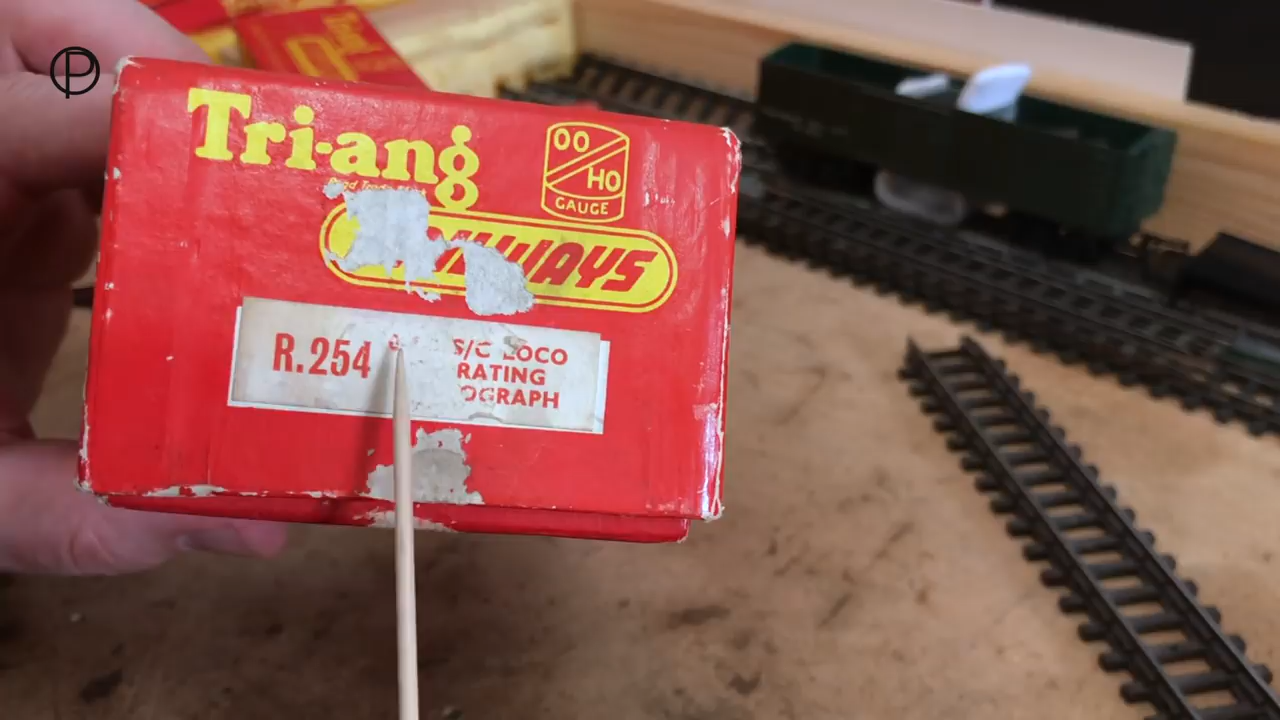 Tri-ang
OO
HO
GAUGE
R.254
S/C LOCO
RATING
OGRAPH